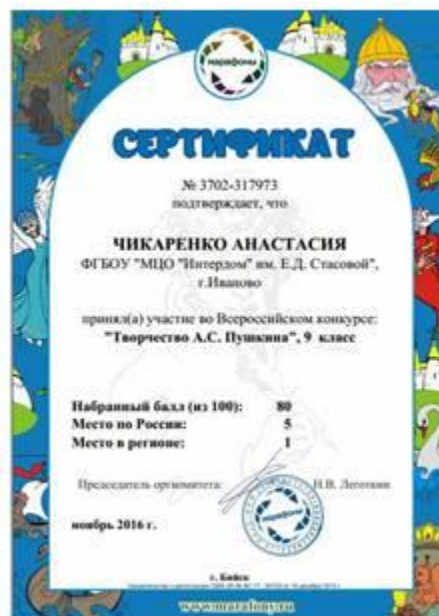 марафоны
СЕРТИФИКАТ
№ 3702-317973
подтверждает, что
ЧИКАРЕНКО АНАСТАСИЯ
ФГБОУ "МЦО "Интердом" им. Е.Д. Стасовой",
г.Иваново
принял(а) участие во Всероссийском конкурсе:
"Творчество А.С. Пушкина", 9 класс
Набранный балл (из 100): 80
Место по России: 5
Место в регионе: 1
Председатель оргкомитета: Н.В. Леготкин
марафоны
ноябрь 2016 г.
г. Бийск
www.maratony.ru